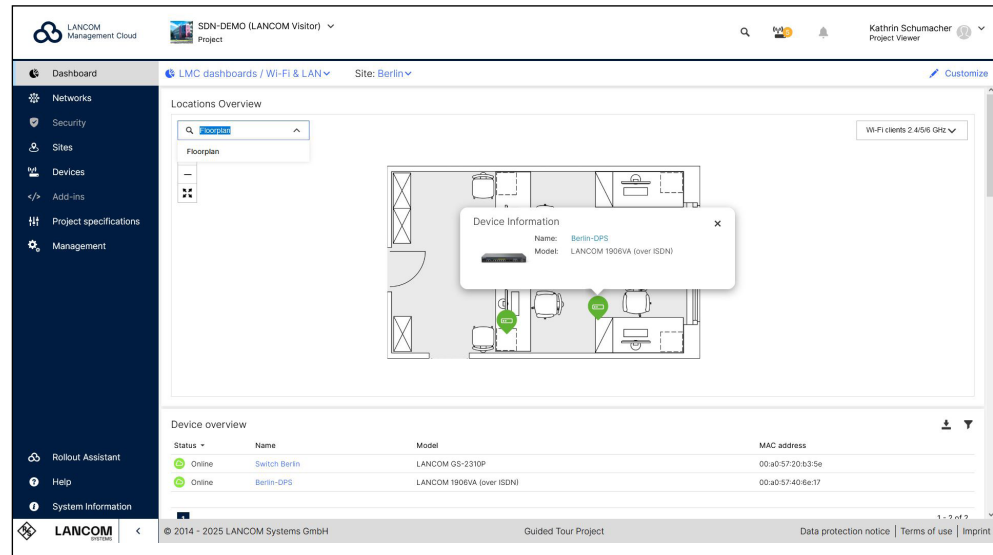 LANCOM
Management Cloud
SDN-DEMO (LANCOM Visitor)
Project
Kathrin Schumacher
Project Viewer
Dashboard
Networks
Security
Sites
Devices
Add-ins
Project specifications
Management
Rollout Assistant
Help
System Information
LANCOM
SYSTEMS
LMC dashboards / Wi-Fi & LAN Site: Berlin
Customize
Locations Overview
Floorplan
Wi-Fi clients 2.4/5/6 GHz
Floorplan
Device Information
Name: Berlin-DPS
Model: LANCOM 1906VA (over ISDN)
Device overview
Status Name Model MAC address
Online Switch Berlin LANCOM GS-2310P 00:a0:57:20:b3:5e
Online Berlin-DPS LANCOM 1906VA (over ISDN) 00:a0:57:40:6e:17
1 - 2 of 2
© 2014 - 2025 LANCOM Systems GmbH Guided Tour Project Data protection notice | Terms of use | Imprint